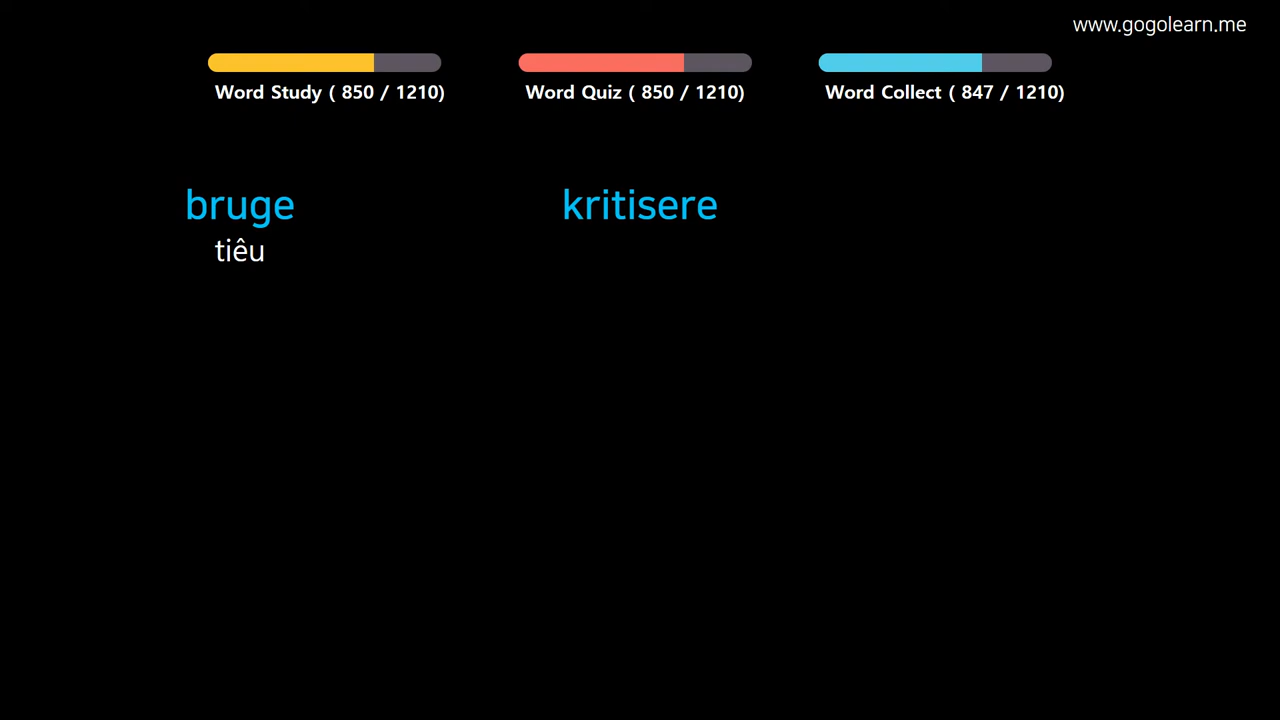 www.gogolearn.me
Word Study ( 850 / 1210)
Word Quiz ( 850 / 1210)
Word Collect ( 847 / 1210)
bruge
tiêu
kritisere